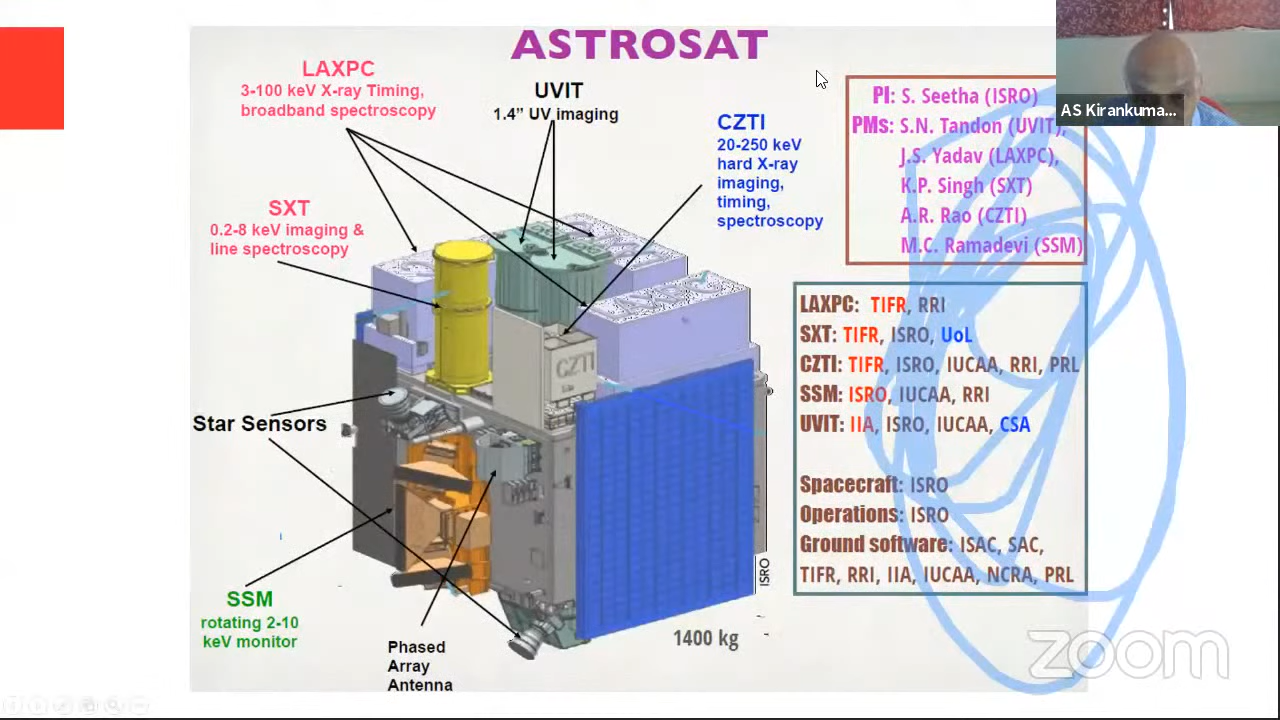 ASTROSAT
LAXPC
3-100 keV X-ray Timing,
broadband spectroscopy
UVIT
1.4” UV imaging
CZTI
20-250 keV
hard X-ray
imaging,
timing,
spectroscopy
SXT
0.2-8 keV imaging &
line spectroscopy
CZTI
Star Sensors
SSM
rotating 2-10
keV monitor
Phased
Array
Antenna
1400 kg
ISRO
AS Kirankuma...
PI: S. Seetha (ISRO)
PMs: S.N. Tandon (UVIT),
J.S. Yadav (LAXPC),
K.P. Singh (SXT)
A.R. Rao (CZTI)
M.C. Ramadevi (SSM)
LAXPC: TIFR, RRI
SXT: TIFR, ISRO, UoL
CZTI: TIFR, ISRO, IUCAA, RRI, PRL
SSM: ISRO, IUCAA, RRI
UVIT: IIA, ISRO, IUCAA, CSA
Spacecraft: ISRO
Operations: ISRO
Ground software: ISAC, SAC,
TIFR, RRI, IIA, IUCAA, NCRA, PRL
zoom